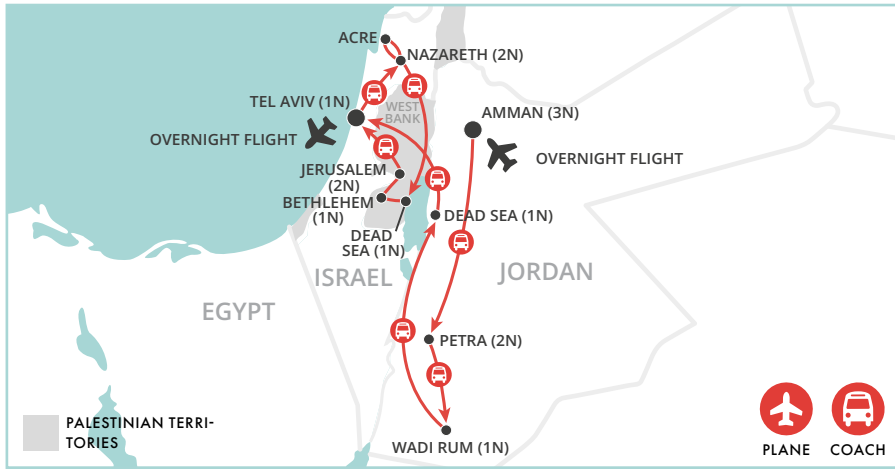 ACRE
NAZARETH (2N)
TEL AVIV (1N)
WEST
BANK
AMMAN (3N)
OVERNIGHT FLIGHT
OVERNIGHT FLIGHT
JERUSALEM
(2N)
BETHLEHEM
(1N)
DEAD SEA (1N)
DEAD
SEA (1N)
ISRAEL
JORDAN
EGYPT
PETRA (2N)
PALESTINIAN TERRI-
TORIES
WADI RUM (1N)
PLANE
COACH